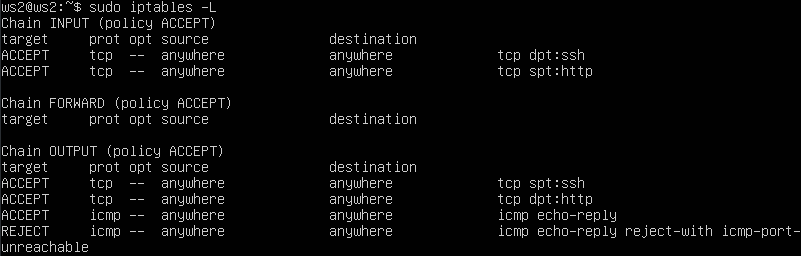 ws2@ws2:~$ sudo iptables -L
Chain INPUT (policy ACCEPT)
target     prot opt source               destination
ACCEPT     tcp  --  anywhere             anywhere             tcp dpt:ssh
ACCEPT     tcp  --  anywhere             anywhere             tcp spt:http

Chain FORWARD (policy ACCEPT)
target     prot opt source               destination

Chain OUTPUT (policy ACCEPT)
target     prot opt source               destination
ACCEPT     tcp  --  anywhere             anywhere             tcp spt:ssh
ACCEPT     tcp  --  anywhere             anywhere             tcp dpt:http
ACCEPT     icmp --  anywhere             anywhere             icmp echo-reply
REJECT     icmp --  anywhere             anywhere             icmp echo-reply reject-with icmp-port-
unreachable